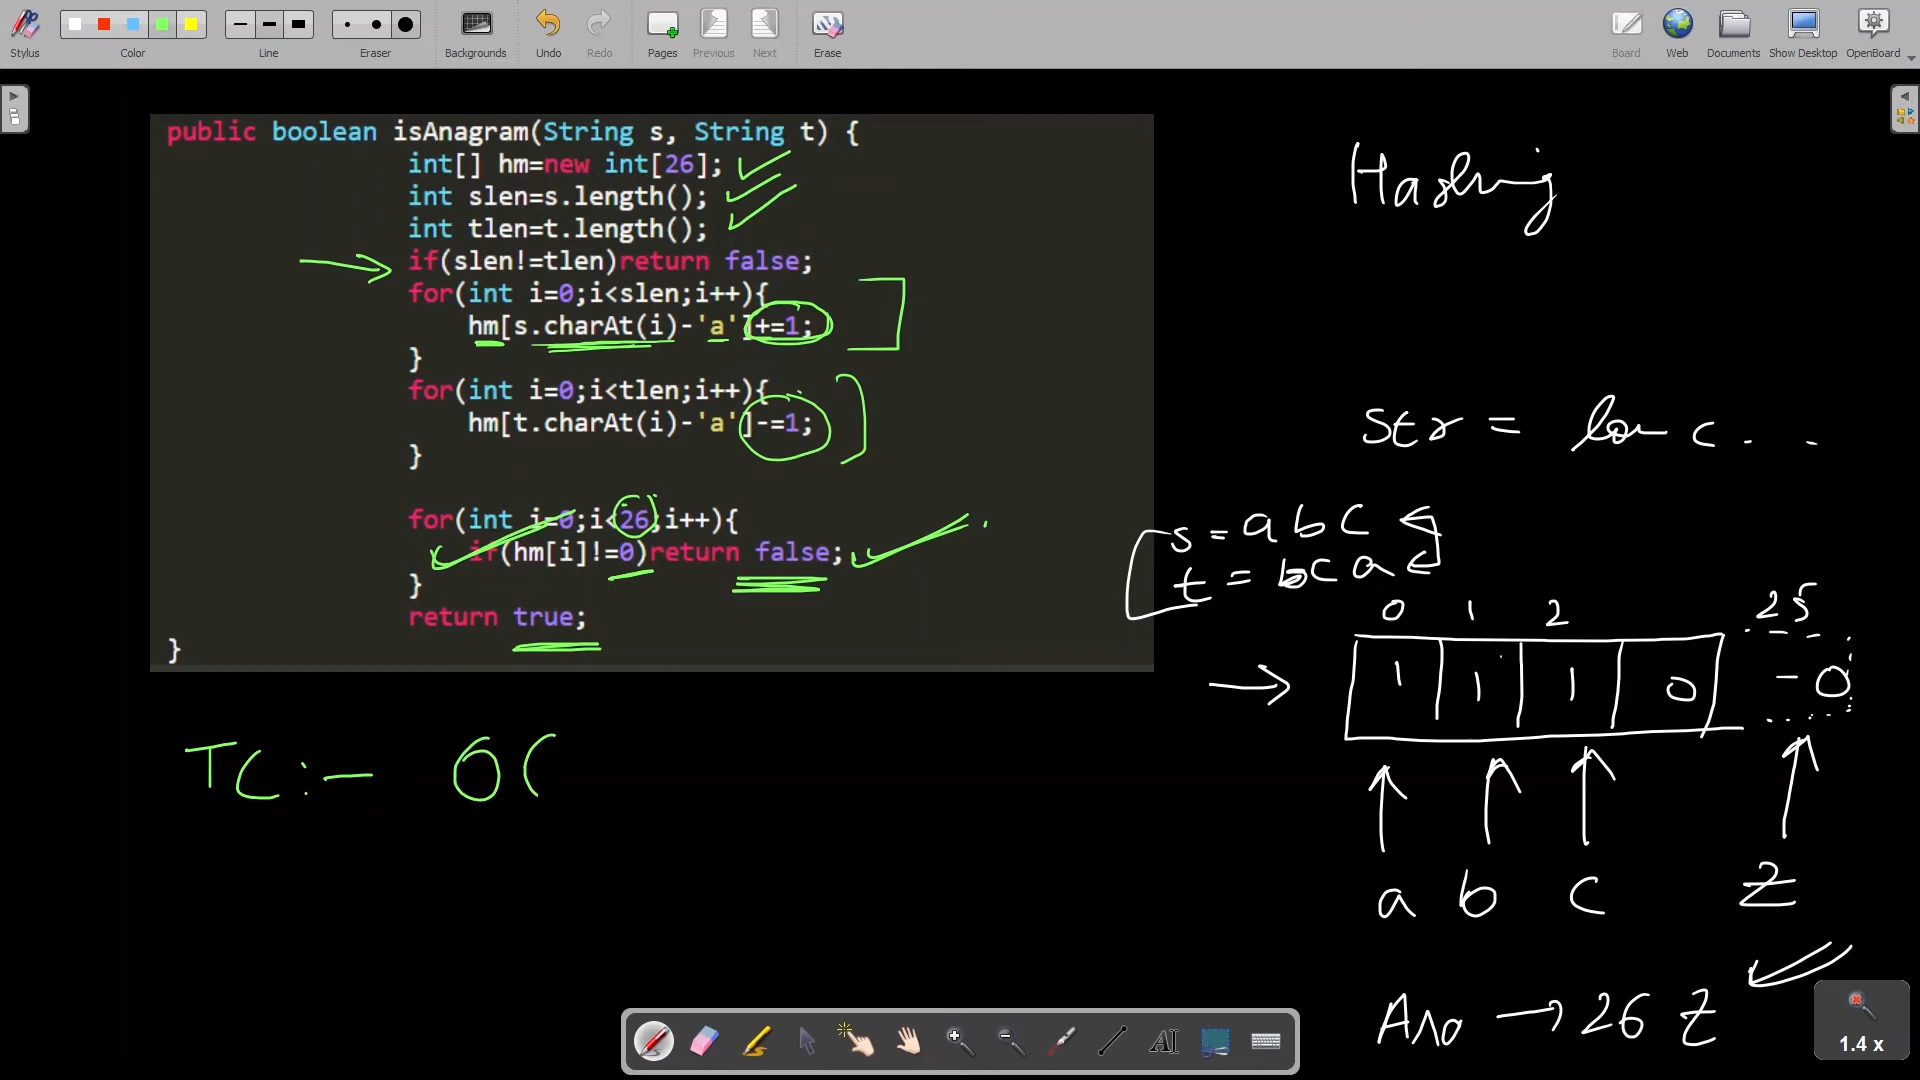 Stylus Color Line Eraser Backgrounds Undo Redo Pages Previous Next Erase Board Web Documents Show Desktop OpenBoard
public boolean isAnagram(String s, String t) {
int[] hm=new int[26];
int slen=s.length();
int tlen=t.length();
if(slen!=tlen)return false;
for(int i=0;i<slen;i++){
hm[s.charAt(i)-'a']+=1;
}
for(int i=0;i<tlen;i++){
hm[t.charAt(i)-'a']-=1;
}
for(int i=0;i<26;i++){
if(hm[i]!=0)return false;
}
return true;
}
TC:- O(
Hashing
Str = low c . .
s = a b c
t = b c a
0 1 2 25
1 1 1 0 - 0
a b c z
→ 26 z
1.4 x